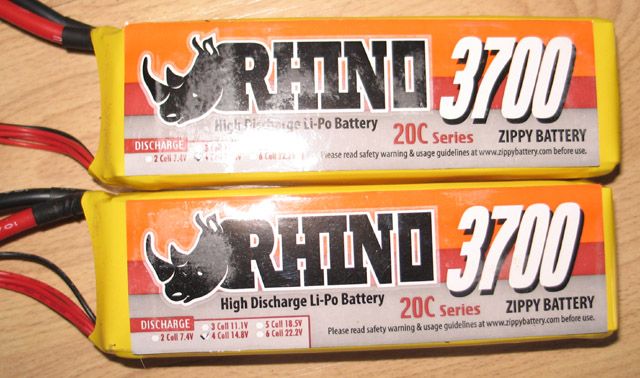 RHINO 3700
High Discharge Li-Po Battery
20C Series
ZIPPY BATTERY
DISCHARGE
2 Cell 7.4V
Please read safety warning & usage guidelines at www.zippybattery.com before use.
RHINO 3700
High Discharge Li-Po Battery
20C Series
ZIPPY BATTERY
DISCHARGE
3 Cell 11.1V 5 Cell 18.5V
2 Cell 7.4V 4 Cell 14.8V 6 Cell 22.2V
Please read safety warning & usage guidelines at www.zippybattery.com before use.